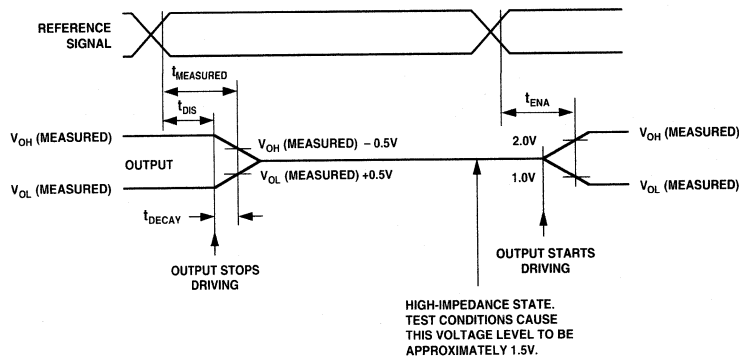 REFERENCE
SIGNAL
tMEASURED
tDIS
tENA
VOH (MEASURED)
VOH (MEASURED) – 0.5V
2.0V
VOH (MEASURED)
OUTPUT
VOL (MEASURED)
VOL (MEASURED) +0.5V
1.0V
VOL (MEASURED)
tDECAY
OUTPUT STOPS
DRIVING
OUTPUT STARTS
DRIVING
HIGH-IMPEDANCE STATE.
TEST CONDITIONS CAUSE
THIS VOLTAGE LEVEL TO BE
APPROXIMATELY 1.5V.